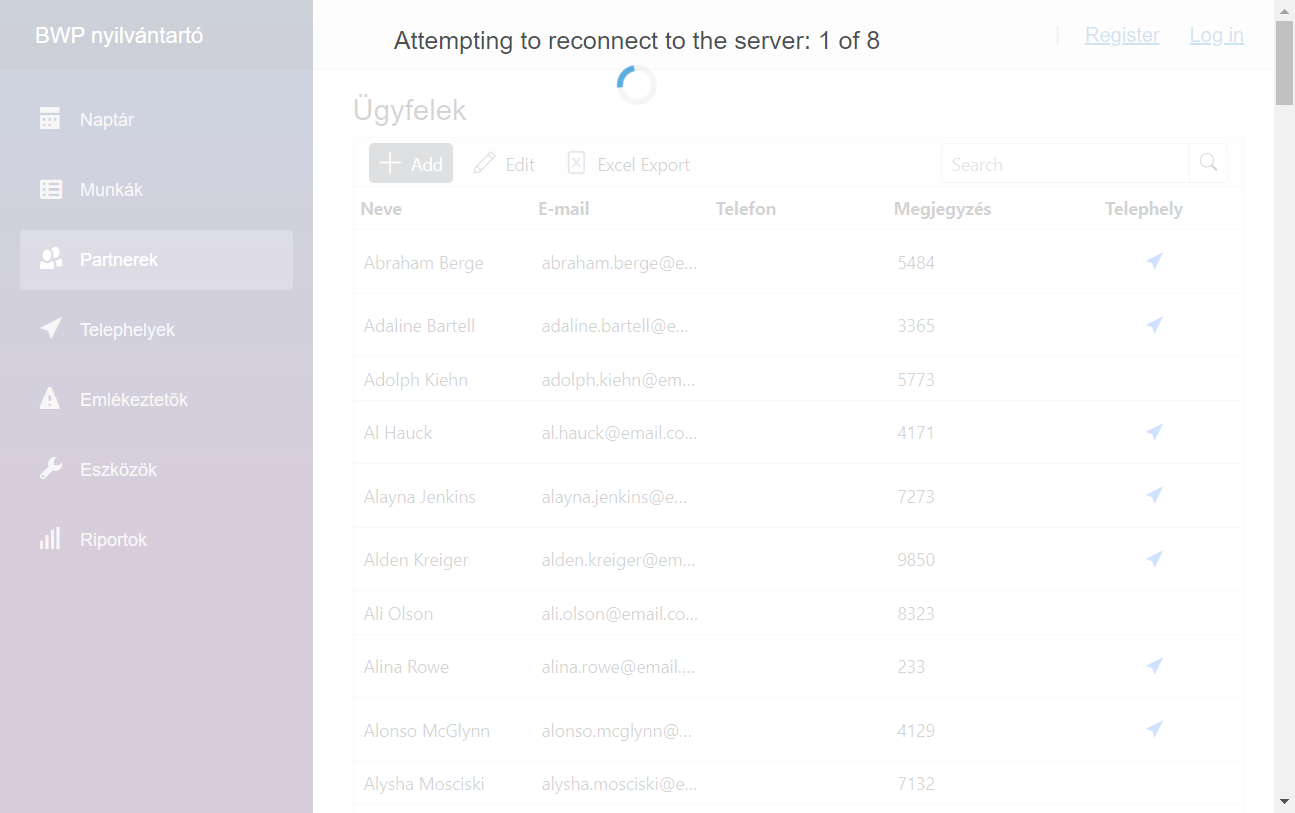 BWP nyilvántartó
Attempting to reconnect to the server: 1 of 8
Register Log in
Naptár
Munkák
Partnerek
Telephelyek
Emlékeztetők
Eszközök
Riportok
Ügyfelek
Add Edit Excel Export Search
Neve E-mail Telefon Megjegyzés Telephely
Abraham Berge abraham.berge@e... 5484
Adaline Bartell adaline.bartell@e... 3365
Adolph Kiehn adolph.kiehn@em... 5773
Al Hauck al.hauck@email.co... 4171
Alayna Jenkins alayna.jenkins@e... 7273
Alden Kreiger alden.kreiger@em... 9850
Ali Olson ali.olson@email.co... 8323
Alina Rowe alina.rowe@email.... 233
Alonso McGlynn alonso.mcglynn@... 4129
Alysha Mosciski alysha.mosciski@e... 7132